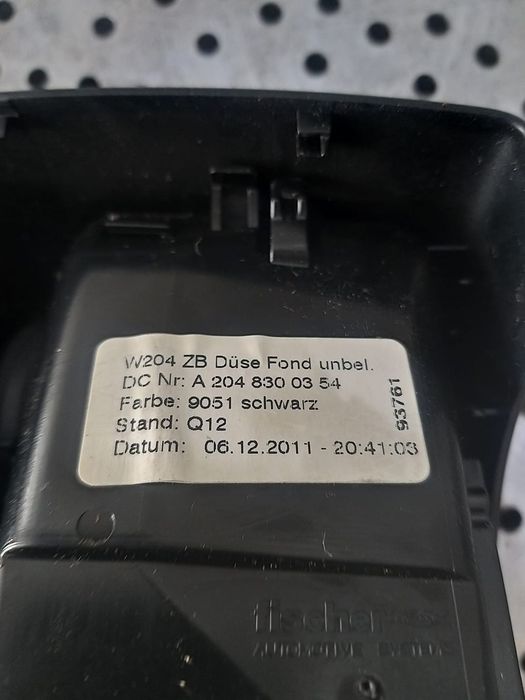 W204 ZB Düse Fond unbel.
DC Nr: A 204 830 03 54
Farbe: 9051 schwarz
Stand: Q12
Datum: 06.12.2011 - 20:41:03
93761
fischer
AUTOMOTIVE SYSTEMS